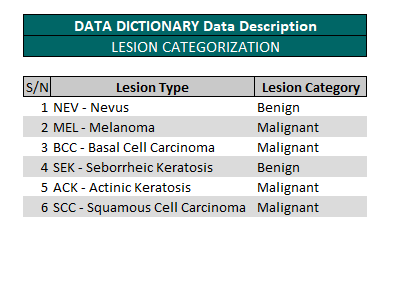 DATA DICTIONARY Data Description
LESION CATEGORIZATION
S/N Lesion Type Lesion Category
1 NEV - Nevus Benign
2 MEL - Melanoma Malignant
3 BCC - Basal Cell Carcinoma Malignant
4 SEK - Seborrheic Keratosis Benign
5 ACK - Actinic Keratosis Malignant
6 SCC - Squamous Cell Carcinoma Malignant